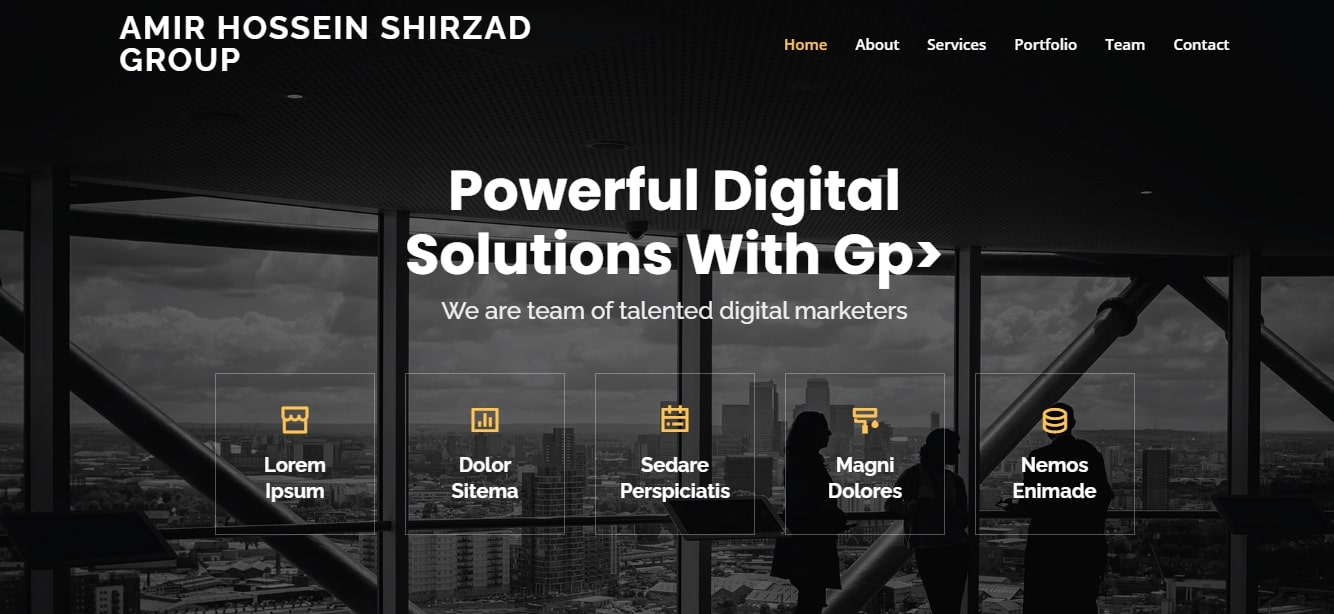 AMIR HOSSEIN SHIRZAD
GROUP
Home About Services Portfolio Team Contact
Powerful Digital
Solutions With Gp>
We are team of talented digital marketers
Lorem
Ipsum
Dolor
Sitema
Sedare
Perspiciatis
Magni
Dolores
Nemos
Enimade